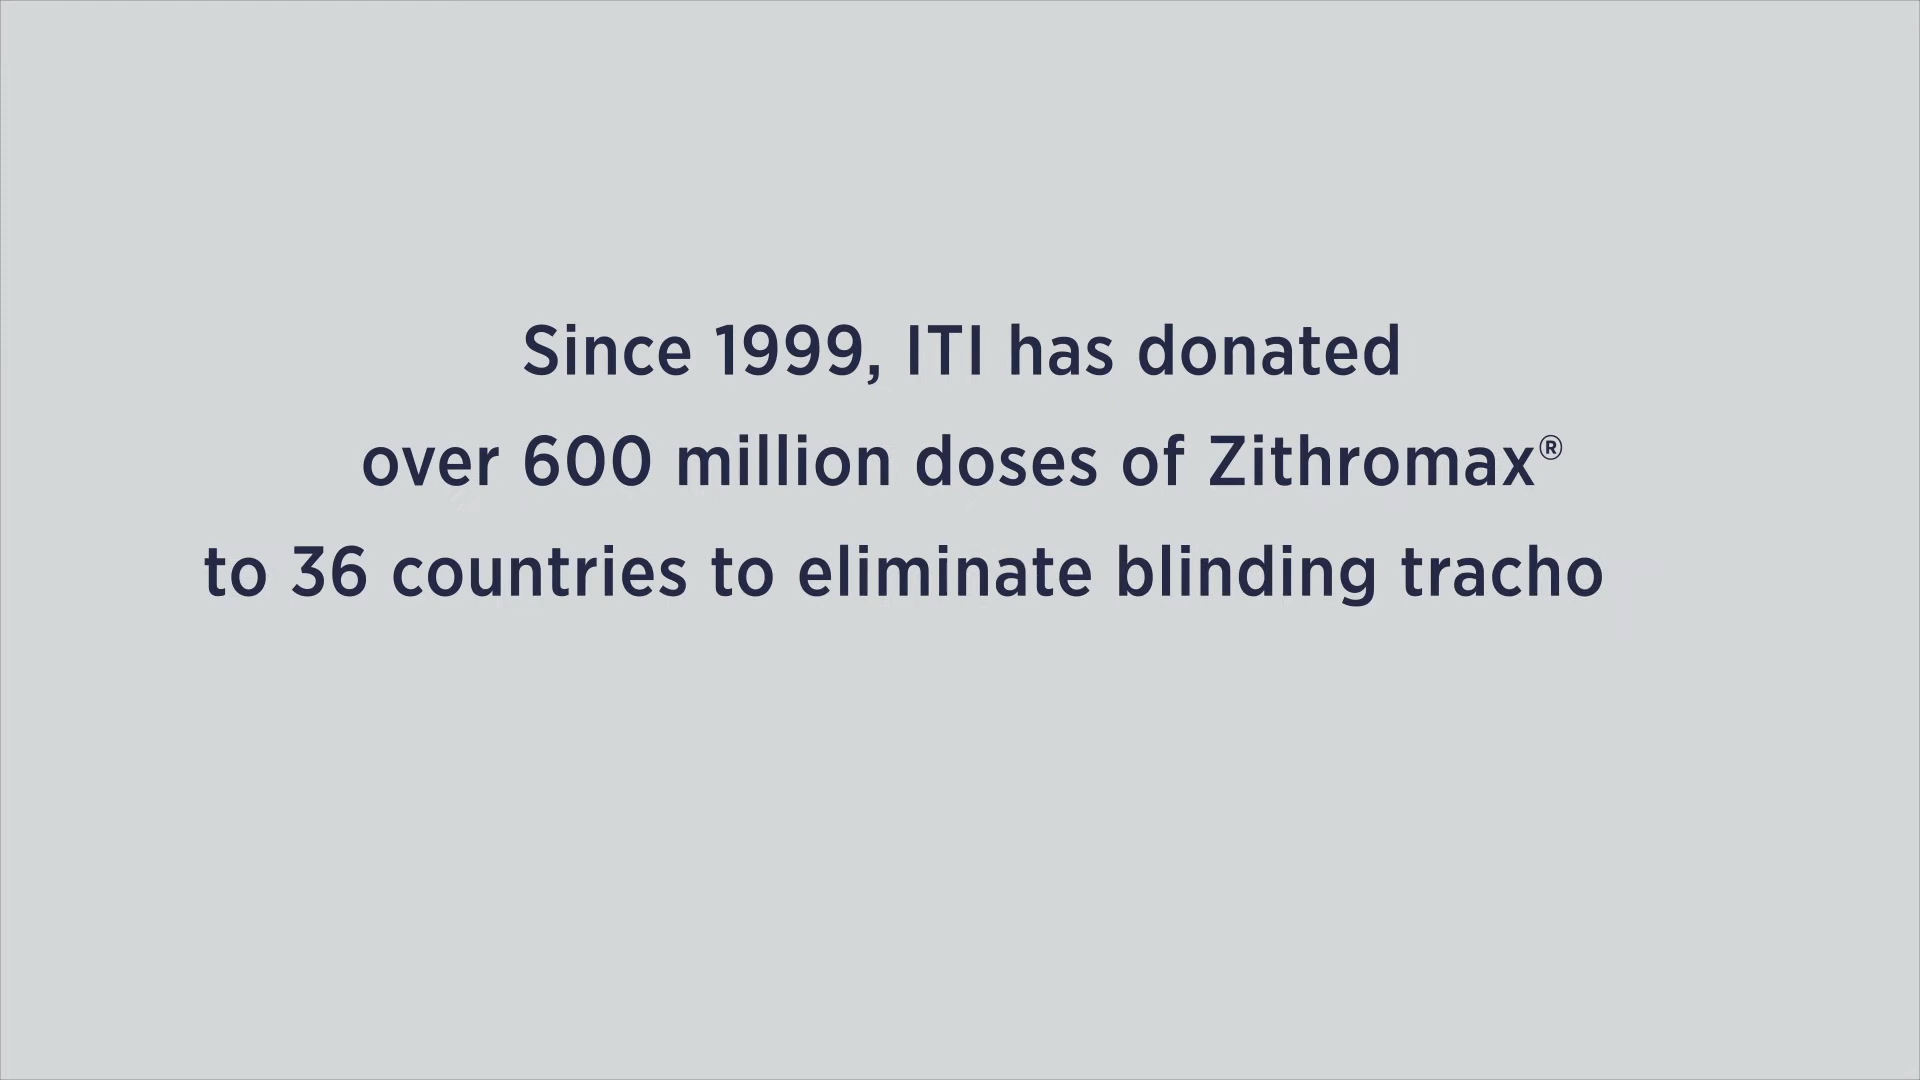 Since 1999, ITI has donated
over 600 million doses of Zithromax®
to 36 countries to eliminate blinding tracho